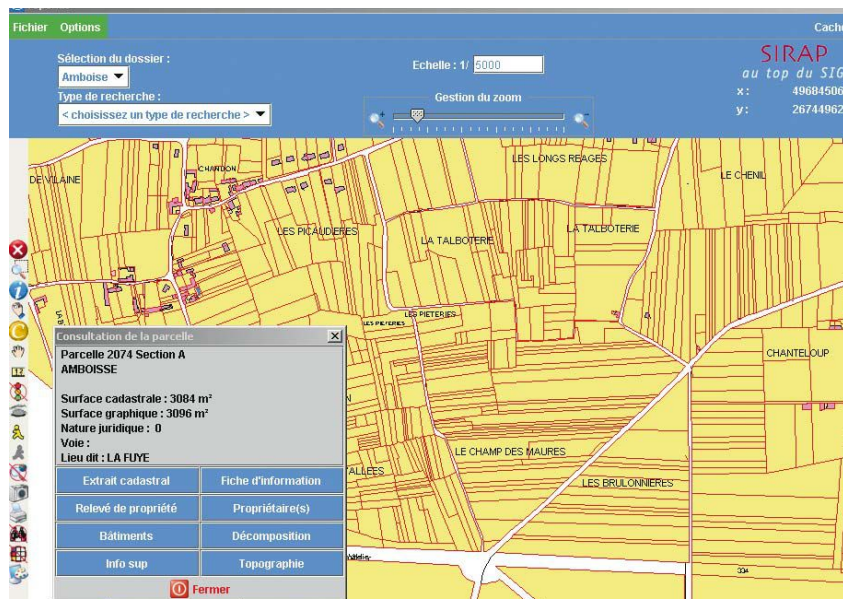 Fichier Options
Cache
Sélection du dossier :
Amboise
Type de recherche :
< choisissez un type de recherche >
Echelle : 1/ 5000
Gestion du zoom
SIRAP
au top du SIG
x: 49684506
y: 26744962
CHANDON
LES LONGS REAGES
DE VILAINE
LE CHENIL
LES PICAUDIERES
LA TALBOTERIE
LA TALBOTERIE
LES PIETERIES
LES PIETERIES
CHANTELOUP
LE CHAMP DES MAURES
LES BRULONNIERES
VALLEES
334
Consultation de la parcelle
Parcelle 2074 Section A
AMBOISSE
Surface cadastrale : 3084 m²
Surface graphique : 3096 m²
Nature juridique : 0
Voie :
Lieu dit : LA FUYE
Extrait cadastral
Fiche d'information
Relevé de propriété
Propriétaire(s)
Bâtiments
Décomposition
Info sup
Topographie
Fermer